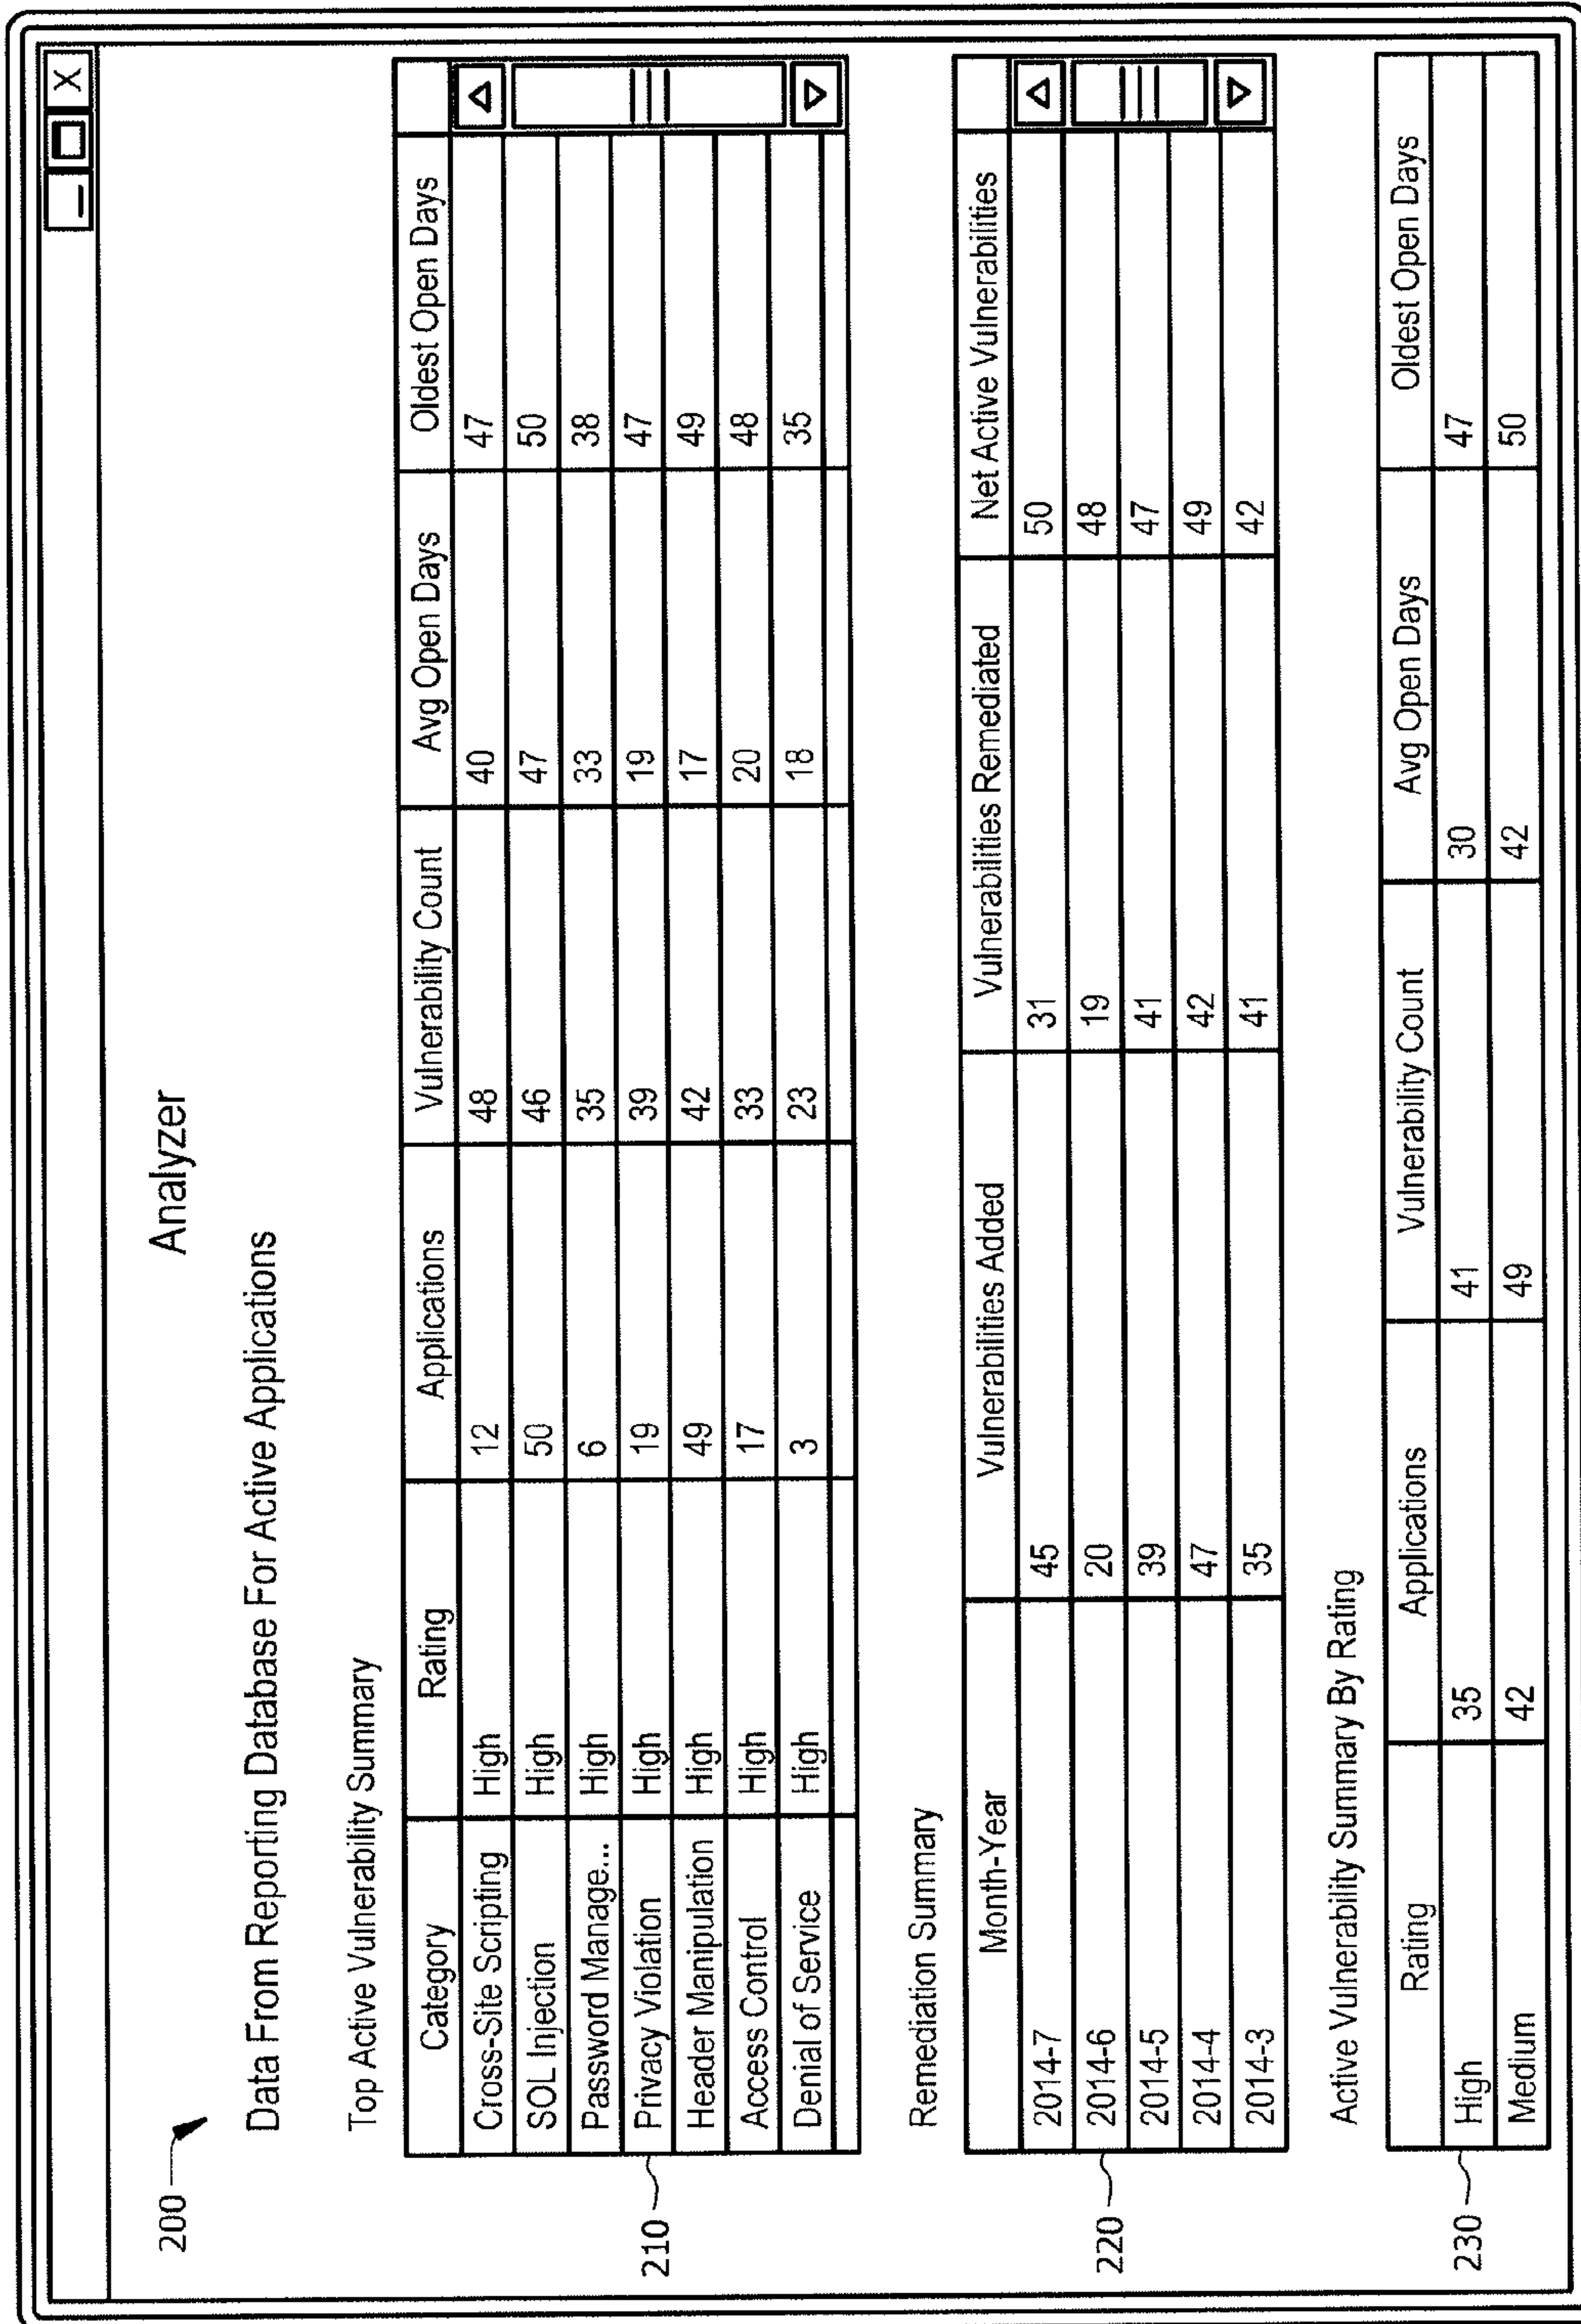 X
200
Analyzer
Data From Reporting Database For Active Applications
Top Active Vulnerability Summary
Category Rating Applications Vulnerability Count Avg Open Days Oldest Open Days
Cross-Site Scripting High 12 48 40 47
SOL Injection High 50 46 47 50
Password Manage... High 6 35 33 38
Privacy Violation High 19 39 19 47
Header Manipulation High 49 42 17 49
Access Control High 17 33 20 48
Denial of Service High 3 23 18 35
210
Remediation Summary
Month-Year Vulnerabilities Added Vulnerabilities Remediated Net Active Vulnerabilities
2014-7 45 31 50
2014-6 20 19 48
2014-5 39 41 47
2014-4 47 42 49
2014-3 35 41 42
220
Active Vulnerability Summary By Rating
Rating Applications Vulnerability Count Avg Open Days Oldest Open Days
High 35 41 30 47
Medium 42 49 42 50
230